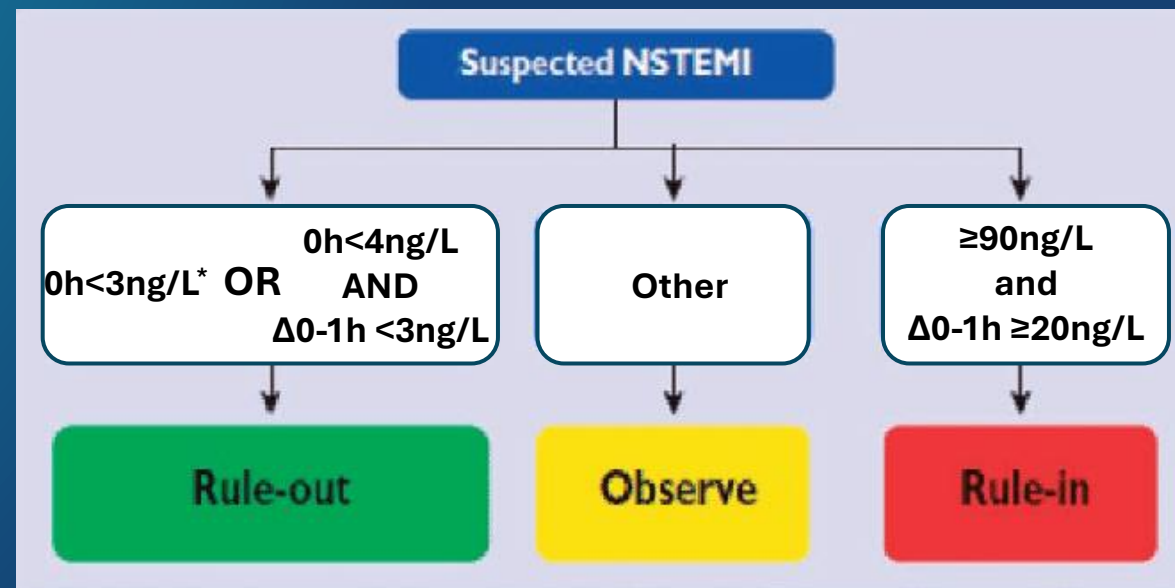 Suspected NSTEMI
0h<3ng/L* OR
0h<4ng/L
AND
Δ0-1h <3ng/L
Other
≥90ng/L
and
Δ0-1h ≥20ng/L
Rule-out
Observe
Rule-in